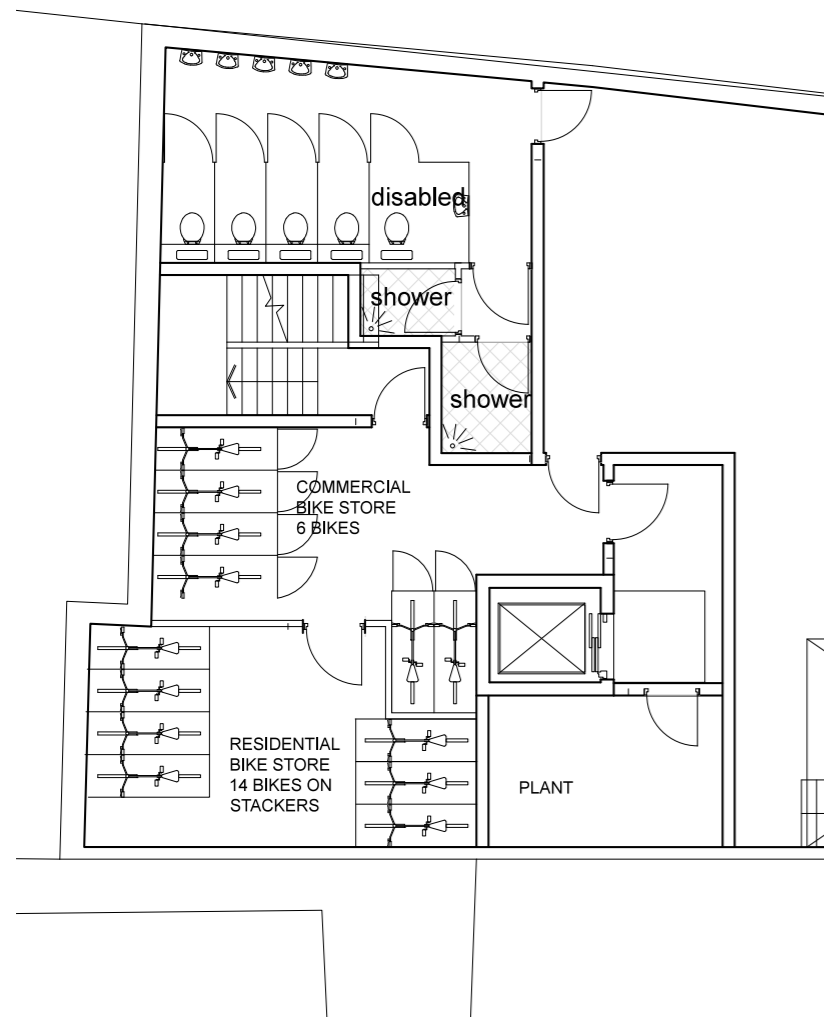 disabled
shower
shower
COMMERCIAL
BIKE STORE
6 BIKES
RESIDENTIAL
BIKE STORE
14 BIKES ON
STACKERS
PLANT